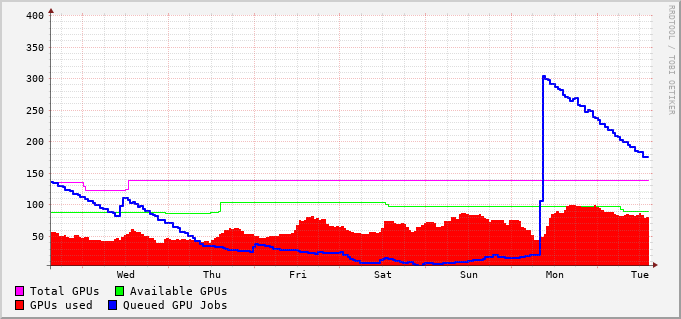 400
350
300
250
200
150
100
50
Wed Thu Fri Sat Sun Mon Tue
Total GPUs Available GPUs
GPUs used Queued GPU Jobs
RRDTOOL / TOBI OETIKER